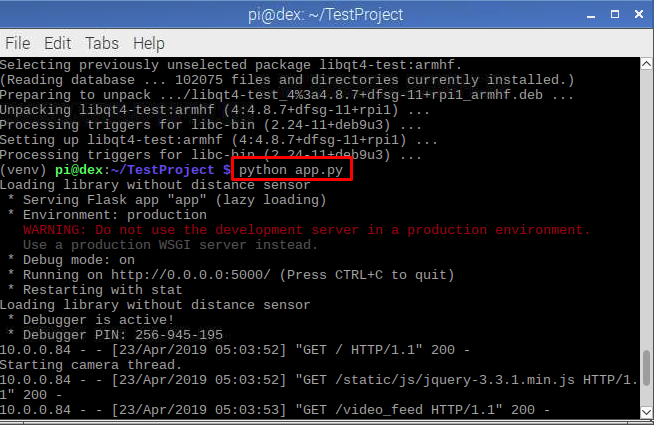 pi@dex: ~/TestProject
File Edit Tabs Help
Selecting previously unselected package libqt4-test:armhf.
(Reading database ... 102075 files and directories currently installed.)
Preparing to unpack .../libqt4-test_4%3a4.8.7+dfsg-11+rpi1_armhf.deb ...
Unpacking libqt4-test:armhf (4:4.8.7+dfsg-11+rpi1) ...
Processing triggers for libc-bin (2.24-11+deb9u3) ...
Setting up libqt4-test:armhf (4:4.8.7+dfsg-11+rpi1) ...
Processing triggers for libc-bin (2.24-11+deb9u3) ...
(venv) pi@dex:~/TestProject $ python app.py
Loading library without distance sensor
* Serving Flask app "app" (lazy loading)
* Environment: production
WARNING: Do not use the development server in a production environment.
Use a production WSGI server instead.
* Debug mode: on
* Running on http://0.0.0.0:5000/ (Press CTRL+C to quit)
* Restarting with stat
Loading library without distance sensor
* Debugger is active!
* Debugger PIN: 256-945-195
10.0.0.84 - - [23/Apr/2019 05:03:52] "GET / HTTP/1.1" 200 -
Starting camera thread.
10.0.0.84 - - [23/Apr/2019 05:03:52] "GET /static/js/jquery-3.3.1.min.js HTTP/1.
1" 200 -
10.0.0.84 - - [23/Apr/2019 05:03:53] "GET /video_feed HTTP/1.1" 200 -